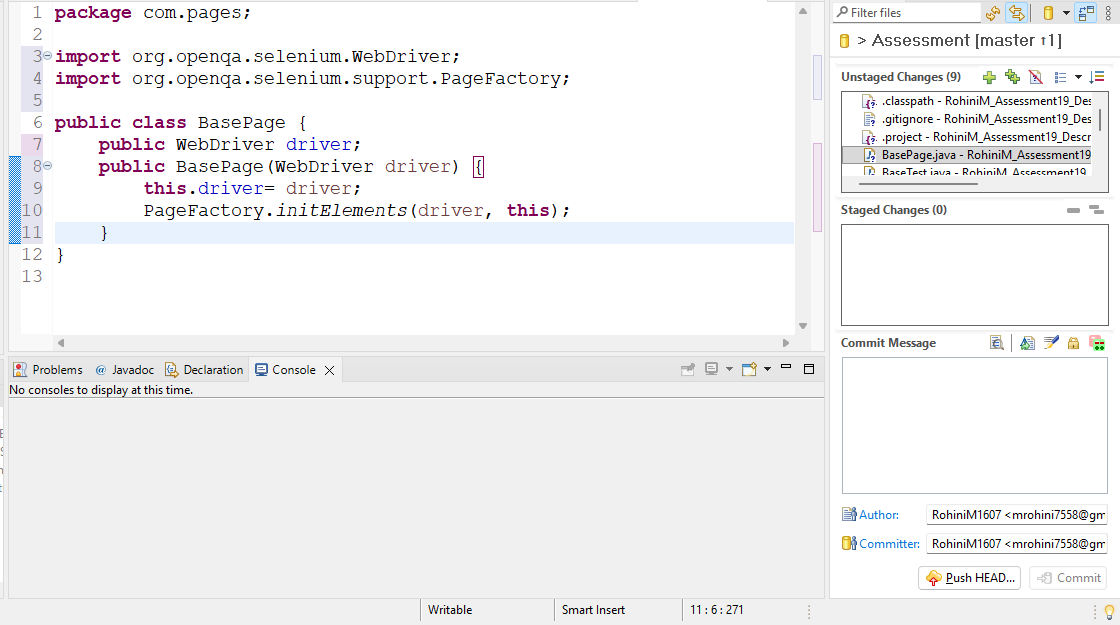 1 package com.pages;
2
3 import org.openqa.selenium.WebDriver;
4 import org.openqa.selenium.support.PageFactory;
5
6 public class BasePage {
7     public WebDriver driver;
8     public BasePage(WebDriver driver) {
9         this.driver= driver;
10         PageFactory.initElements(driver, this);
11     }
12 }
13
Problems @ Javadoc Declaration Console
No consoles to display at this time.
Writable Smart Insert 11 : 6 : 271
Filter files
> Assessment [master ↑1]
Unstaged Changes (9)
.classpath - RohiniM_Assessment19_Des
.gitignore - RohiniM_Assessment19_Des
.project - RohiniM_Assessment19_Descr
BasePage.java - RohiniM_Assessment19
BaseTest.java - RohiniM_Assessment19
Staged Changes (0)
Commit Message
Author: RohiniM1607 <mrohini7558@gm
Committer: RohiniM1607 <mrohini7558@gm
Push HEAD... Commit